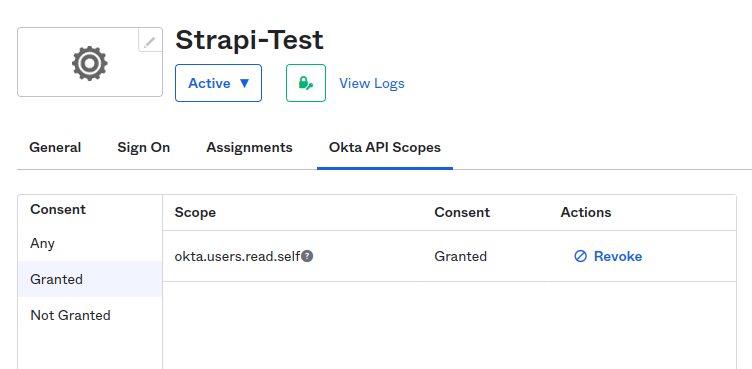 Strapi-Test
Active ▼
View Logs
General Sign On Assignments Okta API Scopes
Consent
Any
Granted
Not Granted
Scope Consent Actions
okta.users.read.self ? Granted Revoke